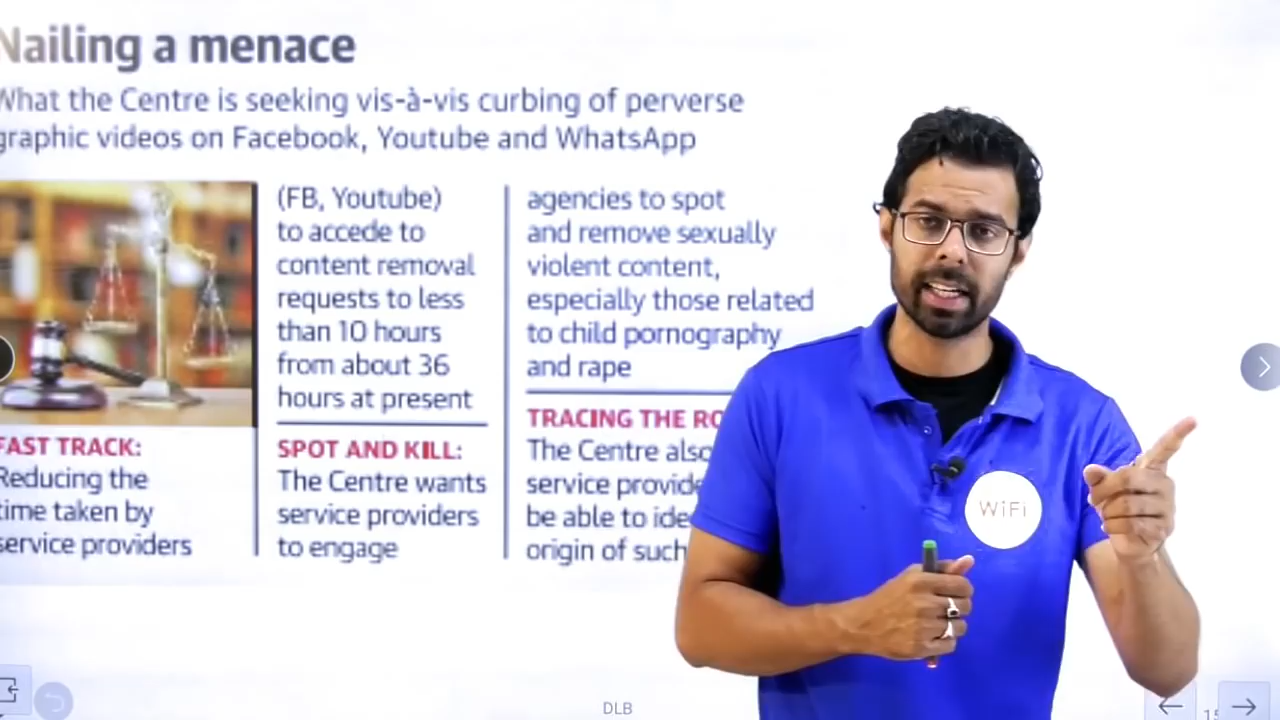 Nailing a menace
What the Centre is seeking vis-à-vis curbing of perverse
graphic videos on Facebook, Youtube and WhatsApp
FAST TRACK:
Reducing the
time taken by
service providers
(FB, Youtube)
to accede to
content removal
requests to less
than 10 hours
from about 36
hours at present
SPOT AND KILL:
The Centre wants
service providers
to engage
agencies to spot
and remove sexually
violent content,
especially those related
to child pornography
and rape
TRACING THE
The Centre also
service
be able to
origin of such
WiFi
DLB